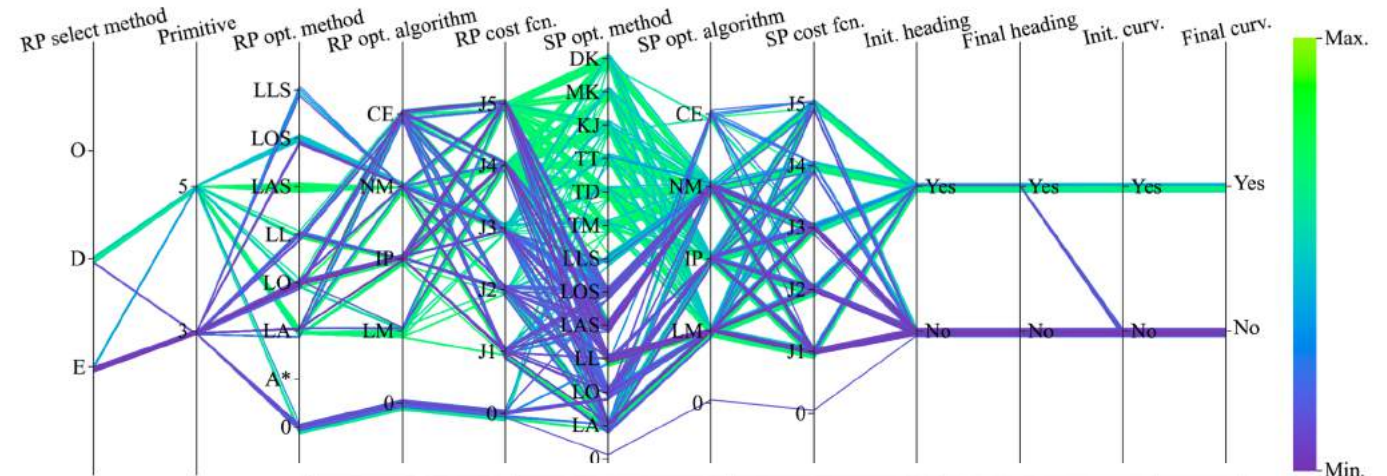 RP select method
Primitive
RP opt. method
RP opt. algorithm
RP cost fcn.
SP opt. method
SP opt. algorithm
SP cost fcn.
Init. heading
Final heading
Init. curv.
Final curv.
O
D
E
5
3
LLS
LOS
LAS
LL
LO
LA
A*
0
CE
NM
IP
LM
0
J5
J4
J3
J2
J1
0
DK
MK
KJ
TT
TD
TM
LLS
LOS
LAS
LL
LO
LA
0
CE
NM
IP
LM
0
J5
J4
J3
J2
J1
0
Yes
No
Yes
No
Yes
No
Yes
No
Max.
Min.